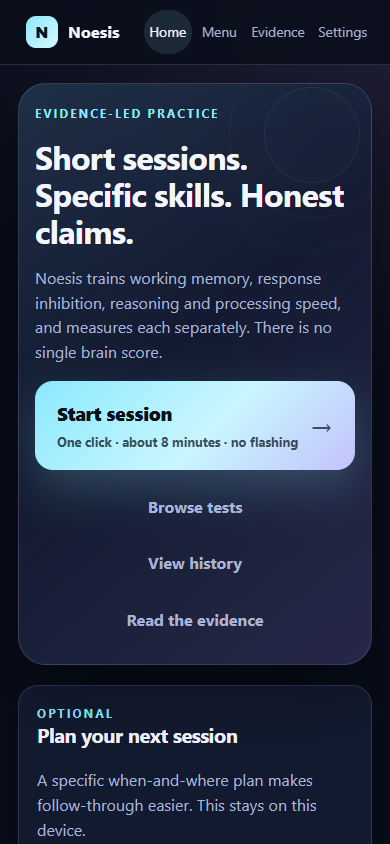 N Noesis Home Menu Evidence Settings
EVIDENCE-LED PRACTICE
Short sessions.
Specific skills. Honest
claims.
Noesis trains working memory, response
inhibition, reasoning and processing speed,
and measures each separately. There is no
single brain score.
Start session
One click · about 8 minutes · no flashing
→
Browse tests
View history
Read the evidence
OPTIONAL
Plan your next session
A specific when-and-where plan makes
follow-through easier. This stays on this
device.